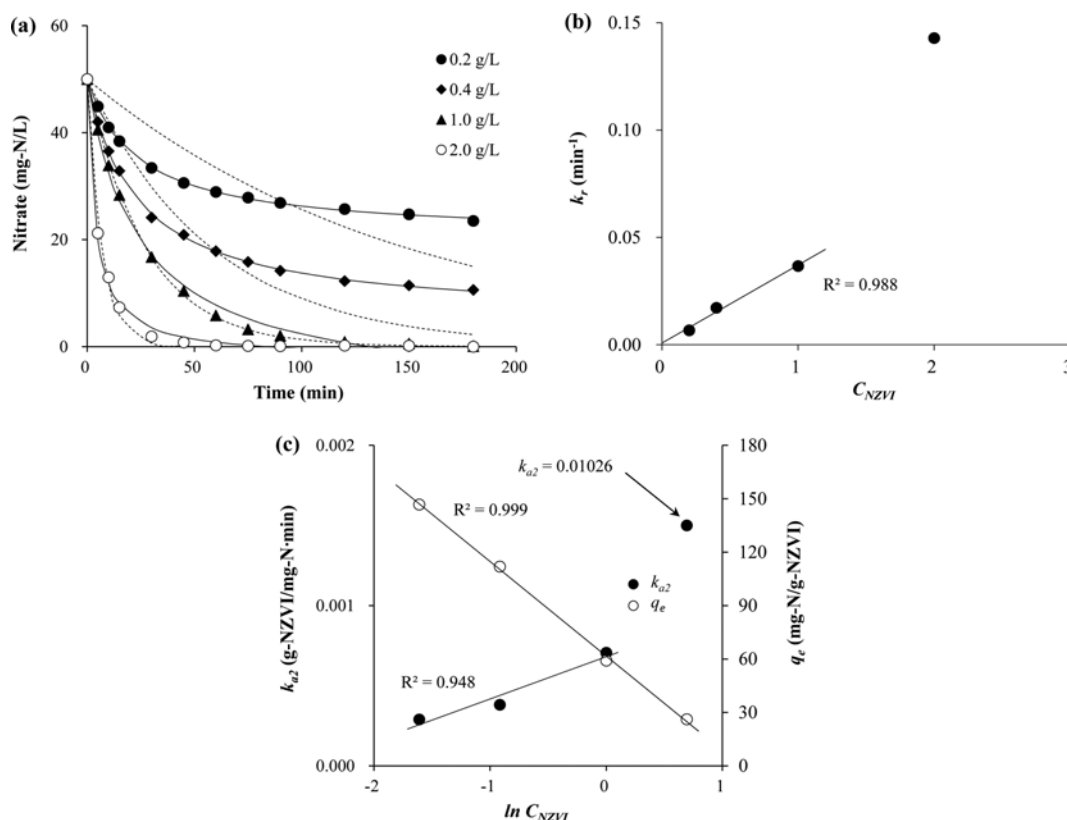 (a)
60
40
20
0
Nitrate (mg-N/L)
0.2 g/L
0.4 g/L
1.0 g/L
2.0 g/L
0 50 100 150 200
Time (min)
(b)
0.15
0.10
0.05
0.00
k_r (min⁻¹)
R² = 0.988
0 1 2 3
C_NZVI
(c)
0.002
0.001
0.000
k_a2 (g-NZVI/mg-N·min)
k_a2 = 0.01026
R² = 0.999
k_a2
q_e
R² = 0.948
180
150
120
90
60
30
0
q_e (mg-N/g-NZVI)
-2 -1 0 1
ln C_NZVI